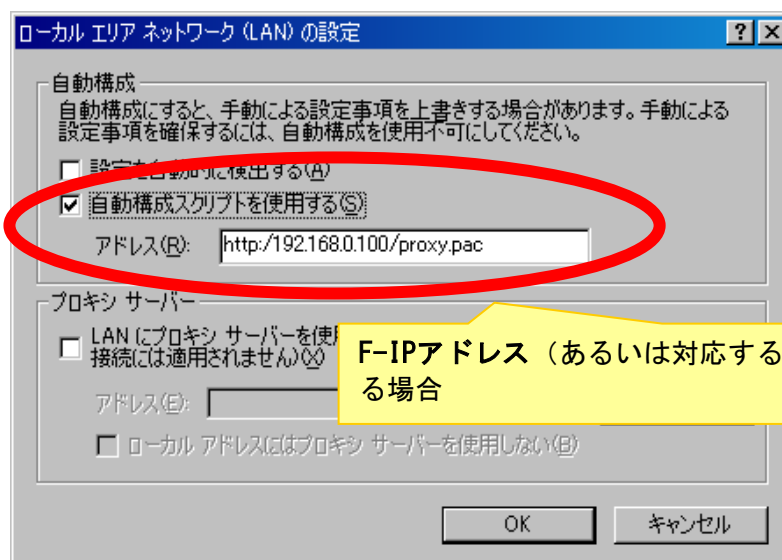 ローカル エリア ネットワーク (LAN) の設定
自動構成
自動構成にすると、手動による設定事項を上書きする場合があります。手動による
設定事項を確保するには、自動構成を使用不可にしてください。
設定を自動的に検出する(A)
自動構成スクリプトを使用する(S)
アドレス(R):
http:/192.168.0.100/proxy.pac
プロキシ サーバー
LAN にプロキシ サーバーを使用
接続には適用されません)(X)
F-IPアドレス（あるいは対応する
る場合
アドレス(E):
ローカル アドレスにはプロキシ サーバーを使用しない(B)
OK
キャンセル